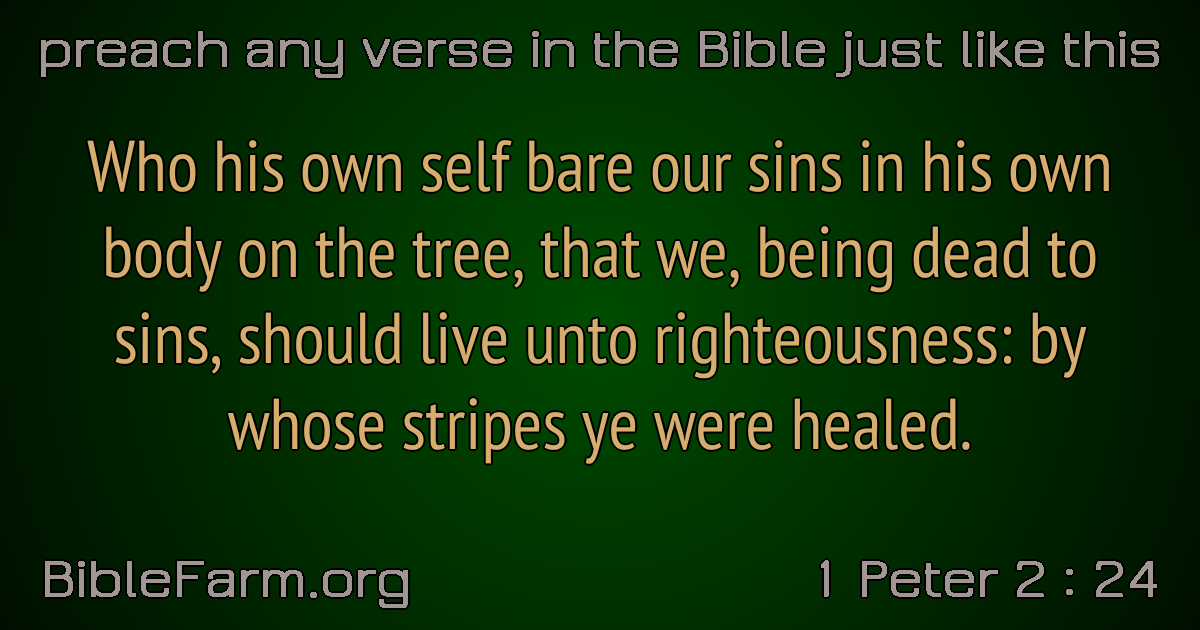 preach any verse in the Bible just like this
Who his own self bare our sins in his own
body on the tree, that we, being dead to
sins, should live unto righteousness: by
whose stripes ye were healed.
BibleFarm.org
1 Peter 2 : 24